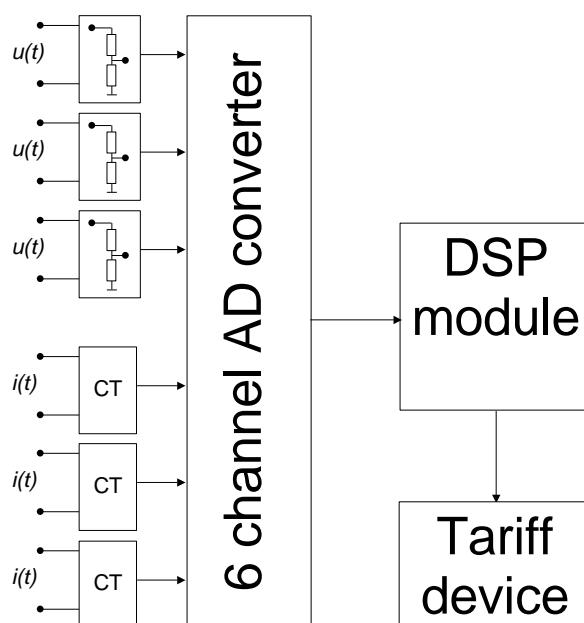 u(t)
u(t)
u(t)
i(t)
CT
i(t)
CT
i(t)
CT
6 channel AD converter
DSP
module
Tariff
device